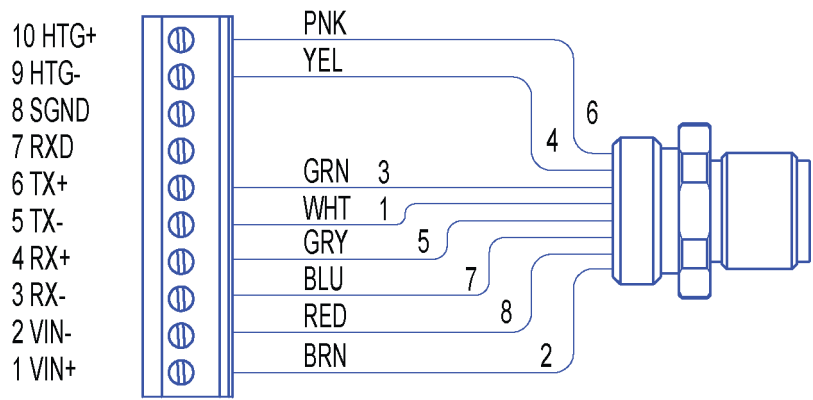 10 HTG+ PNK
9 HTG- YEL
8 SGND 6
7 RXD 4
6 TX+ GRN 3
5 TX- WHT 1
4 RX+ GRY 5
3 RX- BLU 7
2 VIN- RED 8
1 VIN+ BRN 2